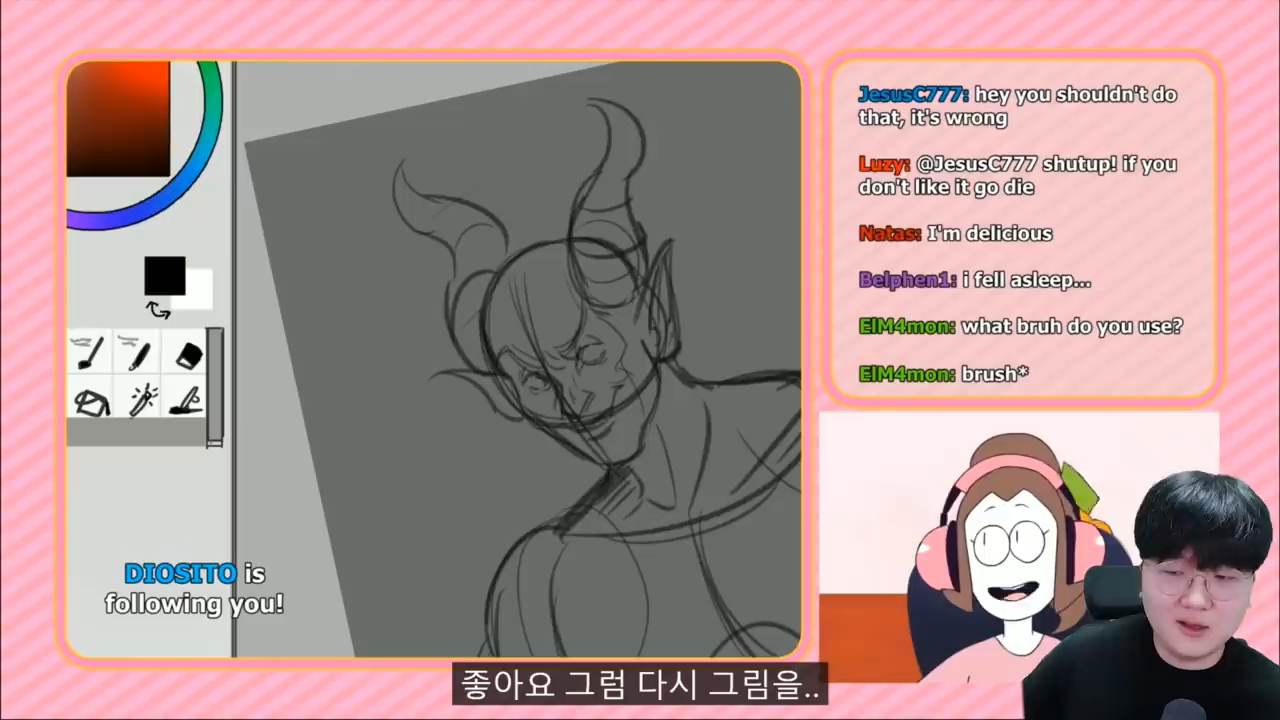 JesusC777: hey you shouldn't do
that, it's wrong
Luzy: @JesusC777 shutup! if you
don't like it go die
Natas: I'm delicious
Belphen1: i fell asleep...
ElM4mon: what bruh do you use?
ElM4mon: brush*
DIOSITO is
following you!
좋아요 그럼 다시 그림을..